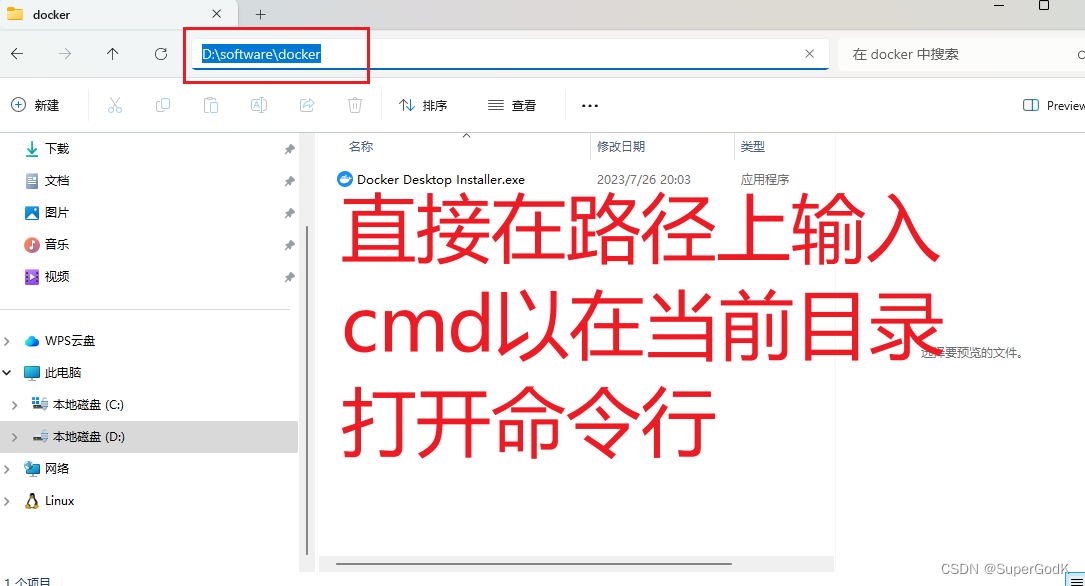 docker
D:\software\docker
在 docker 中搜索
新建
排序
查看
Preview
下载
文档
图片
音乐
视频
WPS云盘
此电脑
本地磁盘 (C:)
本地磁盘 (D:)
网络
Linux
名称
修改日期
类型
Docker Desktop Installer.exe
2023/7/26 20:03
应用程序
直接在路径上输入
cmd以在当前目录
打开命令行
选择要预览的文件。
1 个项目
CSDN @SuperGodK